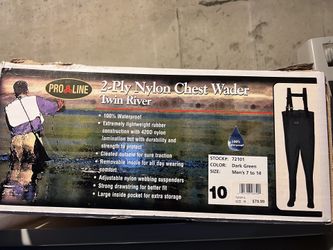 PRO LINE
2-Ply Nylon Chest Wader
Twin River
• 100% Waterproof
• Extremely lightweight rubber
construction with 420D nylon
lamination but with durability and
strength to protect
• Cleated outsole for sure traction
• Removable insole for all day wearing
comfort
• Adjustable nylon webbing suspenders
• Strong drawstring for better fit
• Large inside pocket for extra storage
100%
STOCK#: 72101
COLOR: Dark Green
SIZE: Men's 7 to 14
10
$79.99